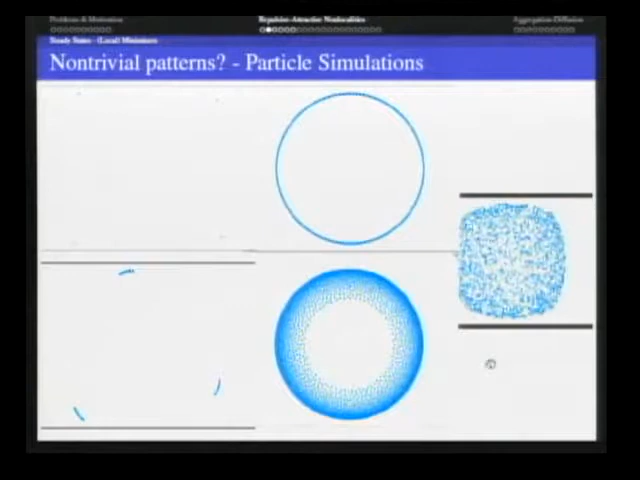 Problems & Motivation Repulsive-Attractive Nonlocalities Aggregation-Diffusion
Steady States - (Local) Minimizers
Nontrivial patterns? - Particle Simulations